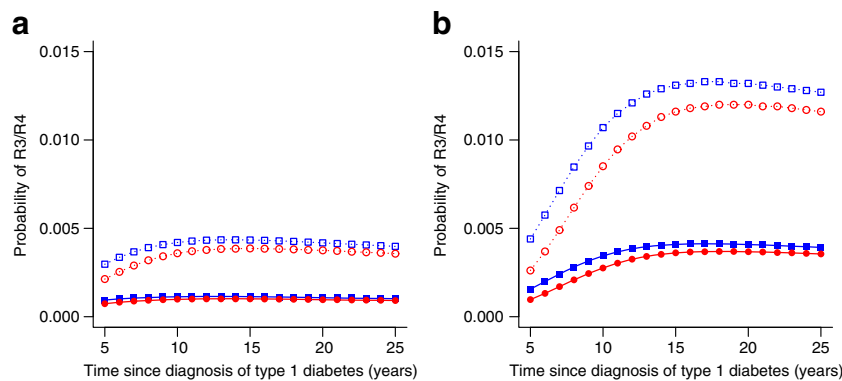 a
0.015
0.010
0.005
0.000
Probability of R3/R4
5 10 15 20 25
Time since diagnosis of type 1 diabetes (years)
b
0.015
0.010
0.005
0.000
Probability of R3/R4
5 10 15 20 25
Time since diagnosis of type 1 diabetes (years)